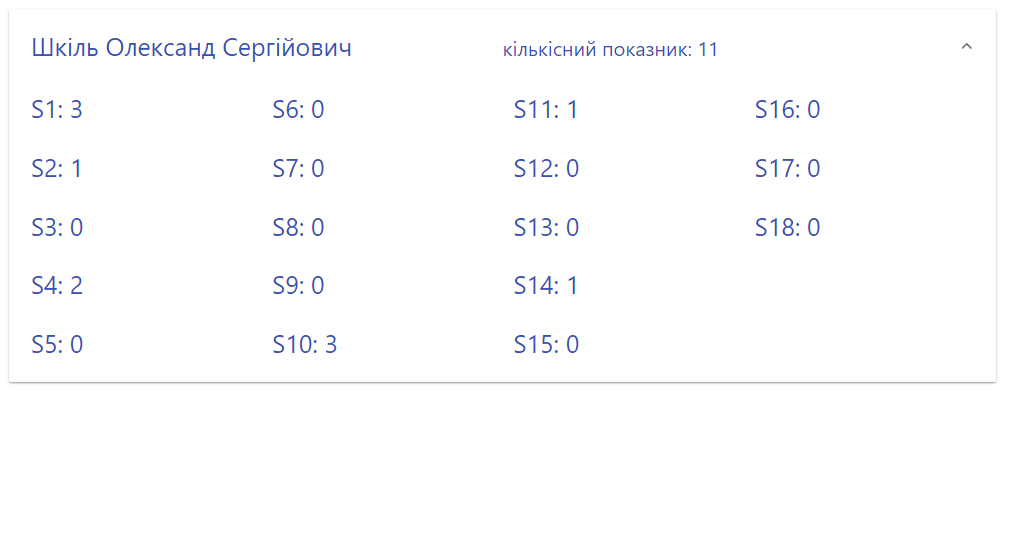 Шкіль Олександ Сергійович кількісний показник: 11
S1: 3 S6: 0 S11: 1 S16: 0
S2: 1 S7: 0 S12: 0 S17: 0
S3: 0 S8: 0 S13: 0 S18: 0
S4: 2 S9: 0 S14: 1
S5: 0 S10: 3 S15: 0